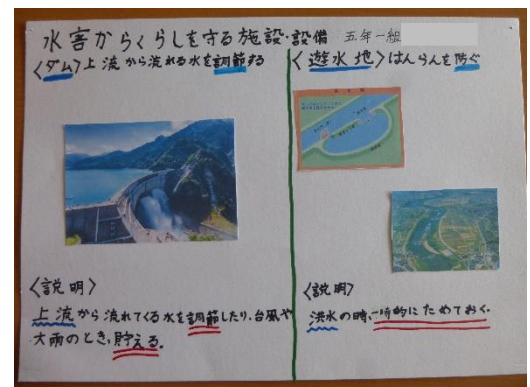 水害からくらしを守る施設・設備 五年一組
〈ダム〉上流から流れる水を調節する
〈説明〉
上流から流れてくる水を調節したり、台風や
大雨のとき、貯える。
〈遊水地〉はんらんを防ぐ
〈説明〉
洪水の時、一時的にためておく。